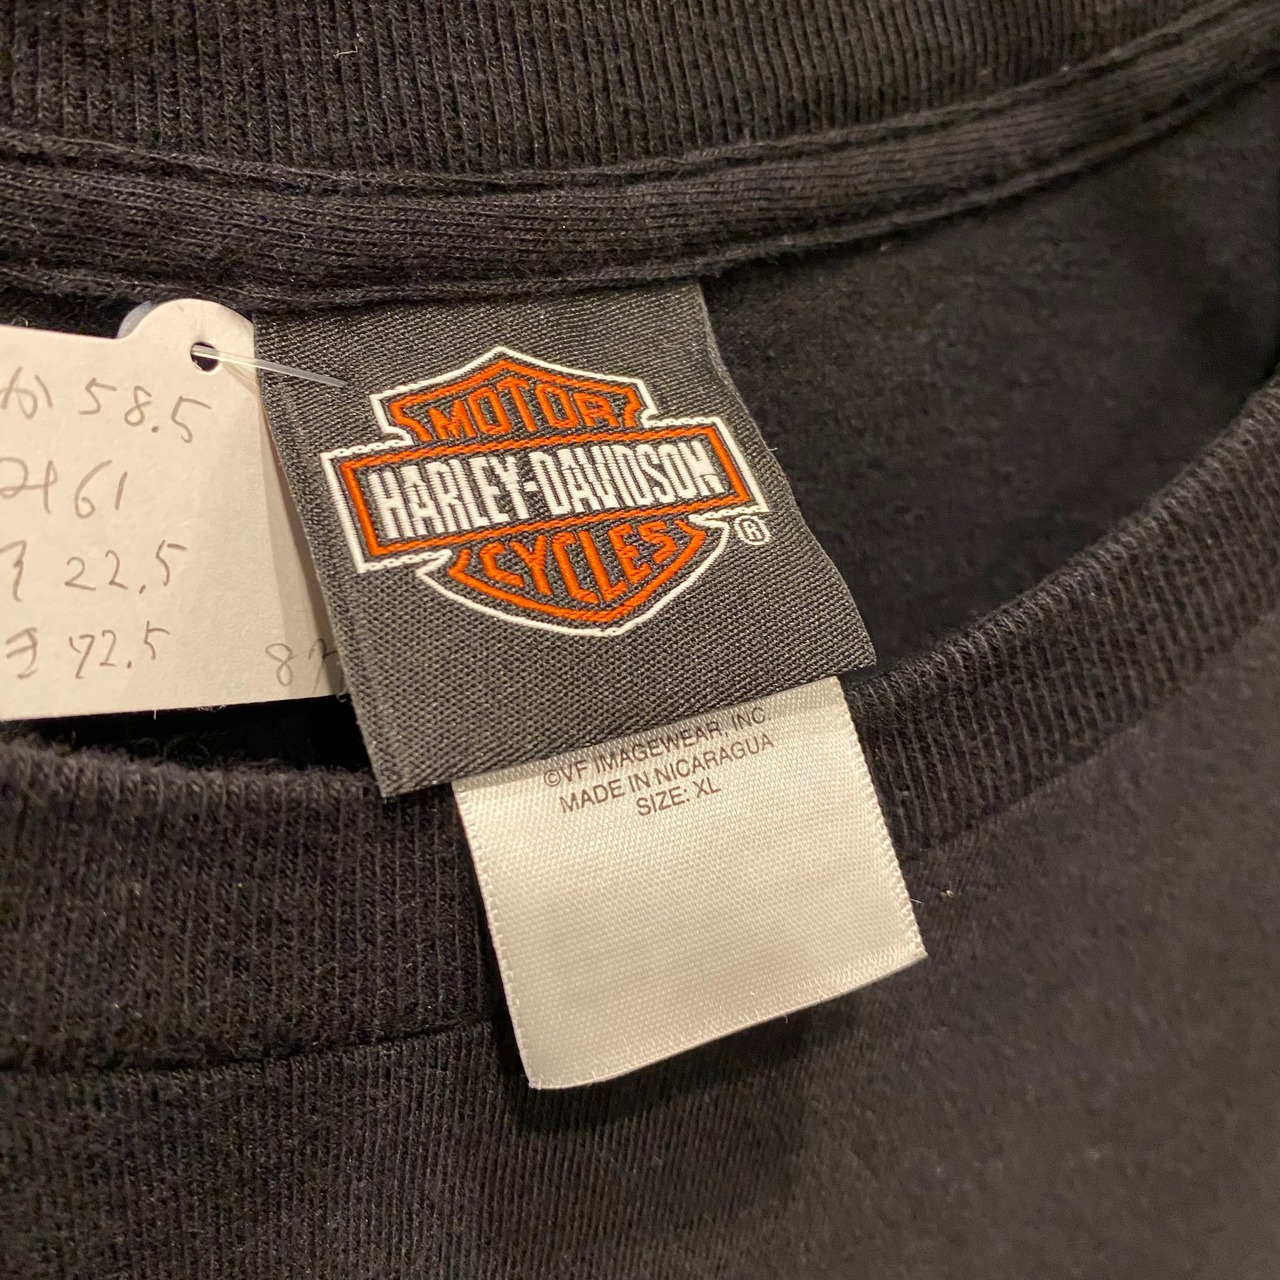 58.5
61
22.5
72.5
MOTOR
HARLEY-DAVIDSON
CYCLES
®
©VF IMAGEWEAR, INC.
MADE IN NICARAGUA
SIZE: XL